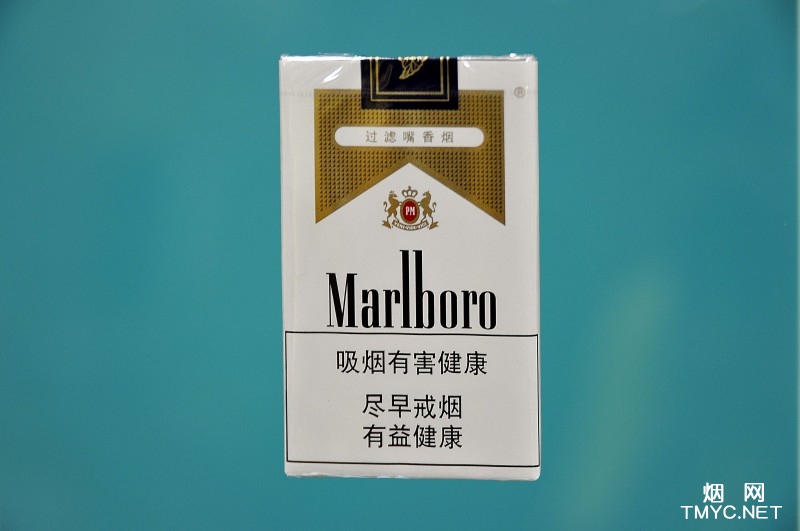 ®
过滤嘴香烟
PM
Marlboro
吸烟有害健康
尽早戒烟
有益健康
烟 网
TMYC.NET